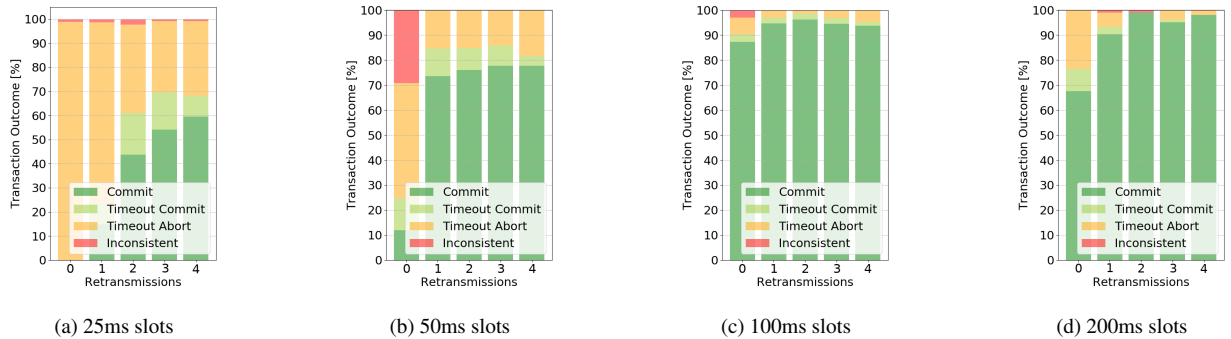 100
90
80
70
60
50
40
30
20
10
0
Transaction Outcome [%]
Commit
Timeout Commit
Timeout Abort
Inconsistent
0 1 2 3 4
Retransmissions
(a) 25ms slots
100
90
80
70
60
50
40
30
20
10
0
Transaction Outcome [%]
Commit
Timeout Commit
Timeout Abort
Inconsistent
0 1 2 3 4
Retransmissions
(b) 50ms slots
100
90
80
70
60
50
40
30
20
10
0
Transaction Outcome [%]
Commit
Timeout Commit
Timeout Abort
Inconsistent
0 1 2 3 4
Retransmissions
(c) 100ms slots
100
90
80
70
60
50
40
30
20
10
0
Transaction Outcome [%]
Commit
Timeout Commit
Timeout Abort
Inconsistent
0 1 2 3 4
Retransmissions
(d) 200ms slots